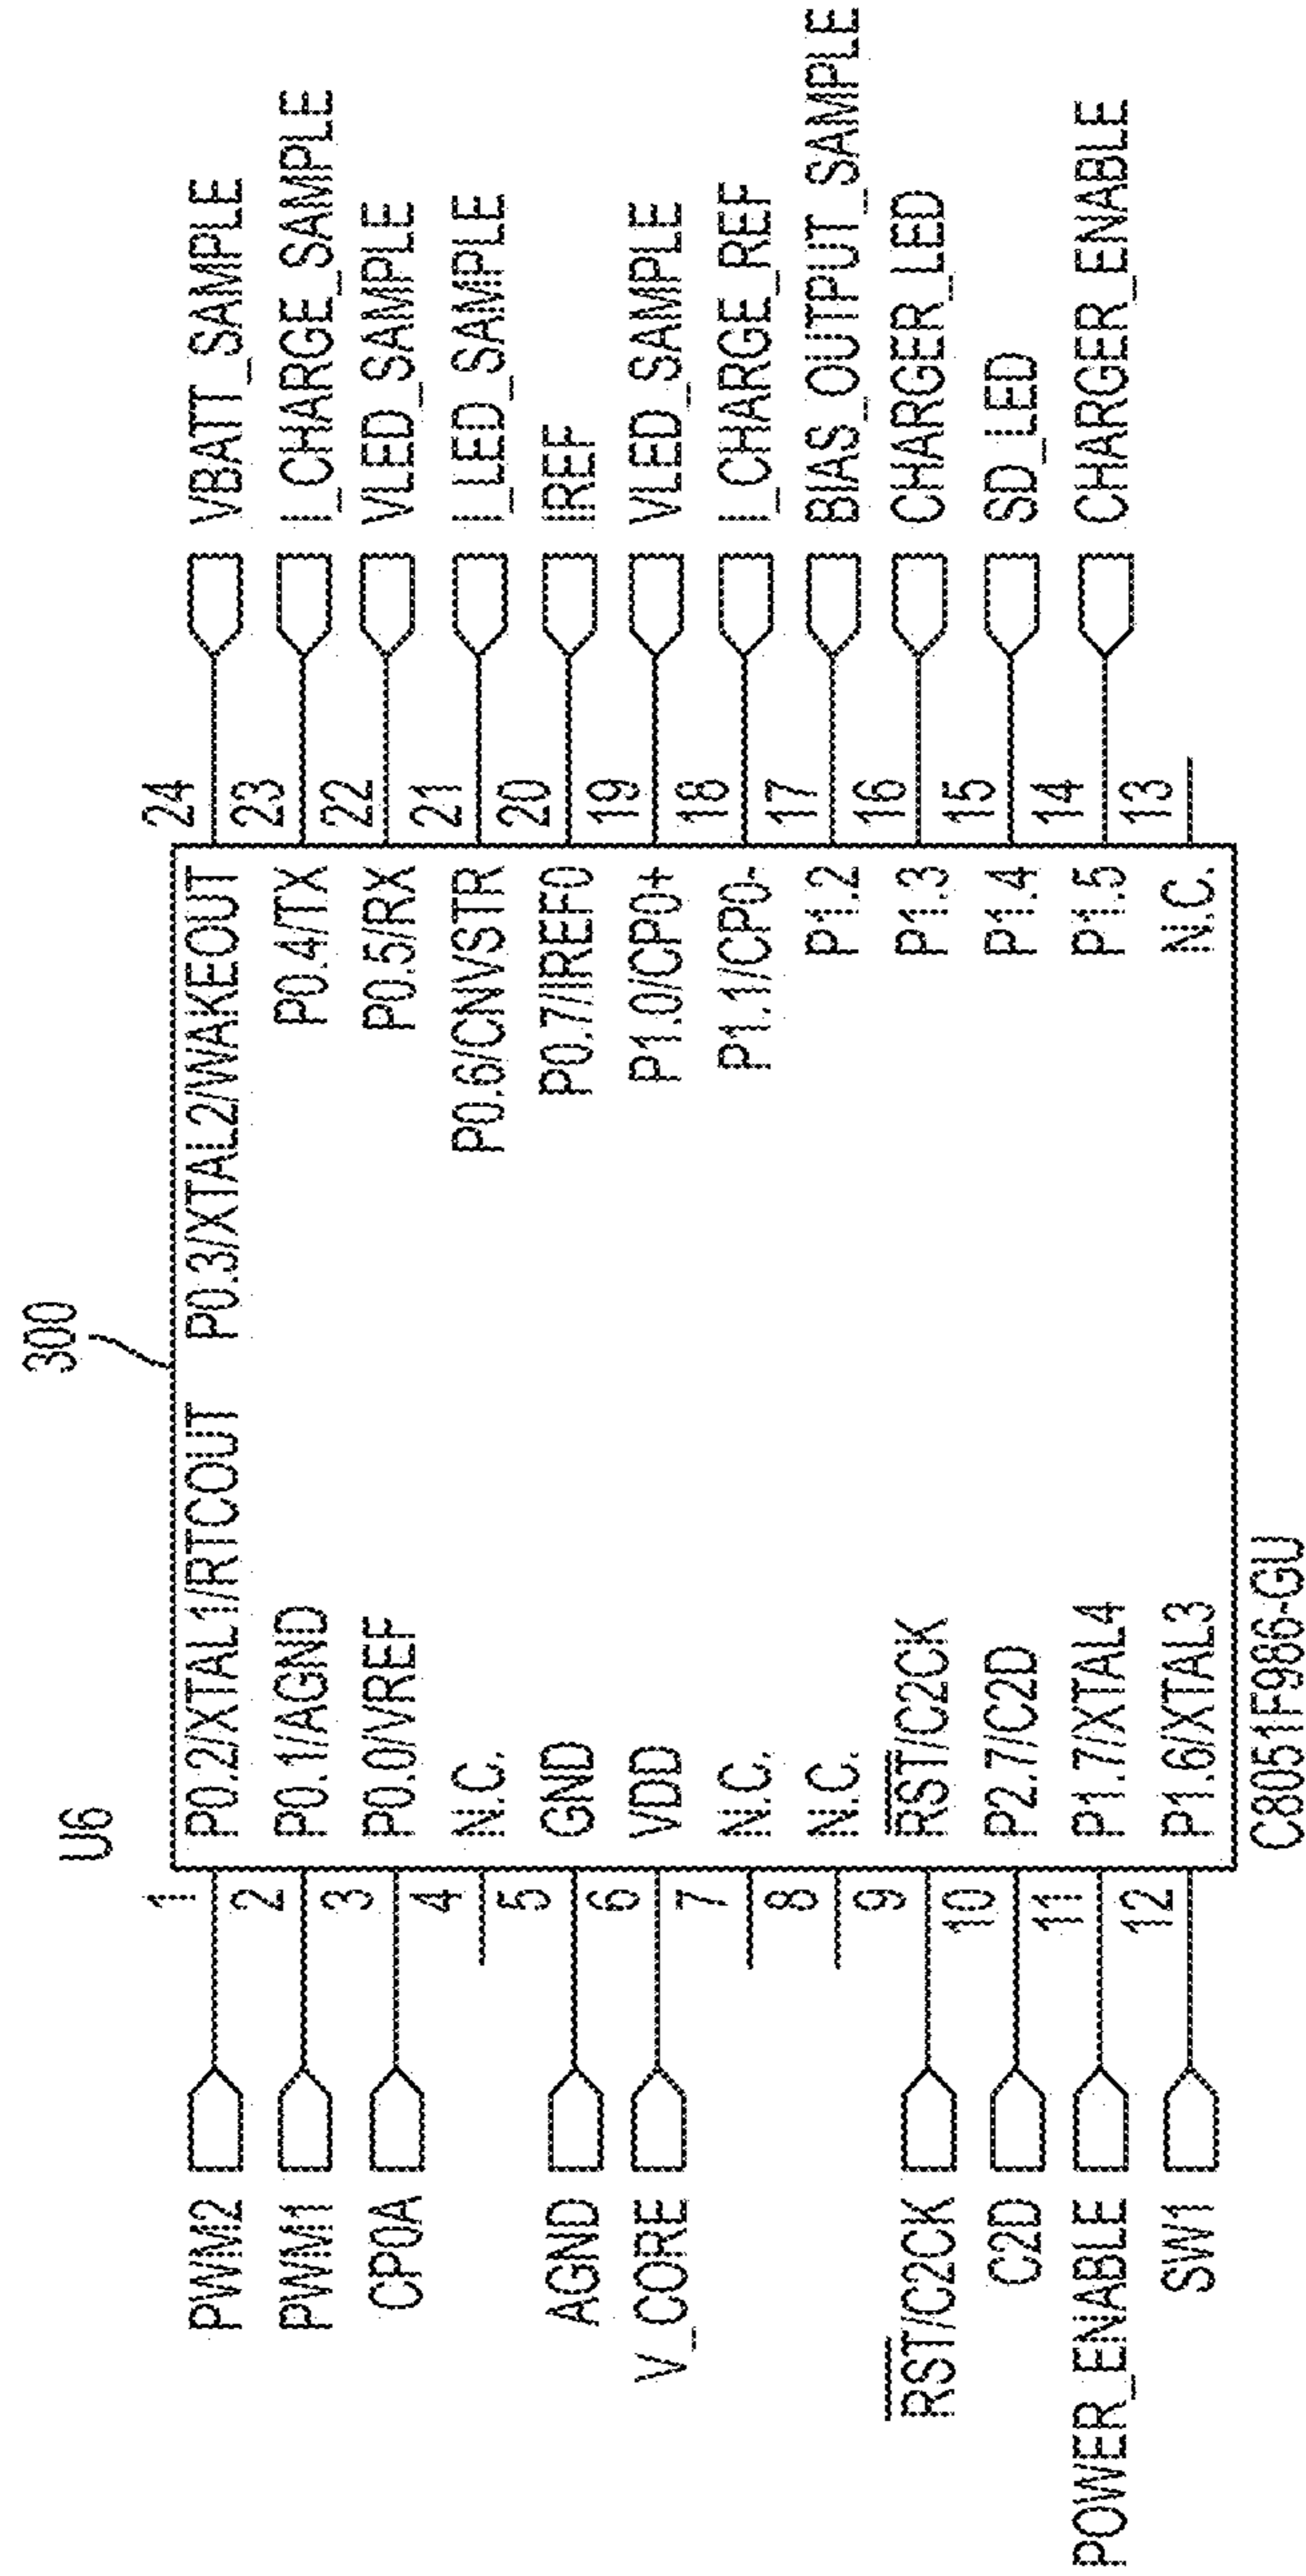 300
U6
PWM2 1 P0.2/XTAL1/RTCOUT P0.3/XTAL2/WAKEOUT 24 VBATT_SAMPLE
PWM1 2 P0.1/AGND P0.4/TX 23 I_CHARGE_SAMPLE
CP0A 3 P0.0/VREF P0.5/RX 22 VLED_SAMPLE
4 N.C. P0.6/CNVSTR 21 I_LED_SAMPLE
AGND 5 GND P0.7/IREF0 20 IREF
V_CORE 6 VDD P1.0/CP0+ 19 VLED_SAMPLE
7 N.C. P1.1/CP0- 18 I_CHARGE_REF
8 N.C. P1.2 17 BIAS_OUTPUT_SAMPLE
RST/C2CK 9 RST/C2CK P1.3 16 CHARGER_LED
C2D 10 P2.7/C2D P1.4 15 SD_LED
POWER_ENABLE 11 P1.7/XTAL4 P1.5 14 CHARGER_ENABLE
SW1 12 P1.6/XTAL3 N.C. 13
C8051F986-GU